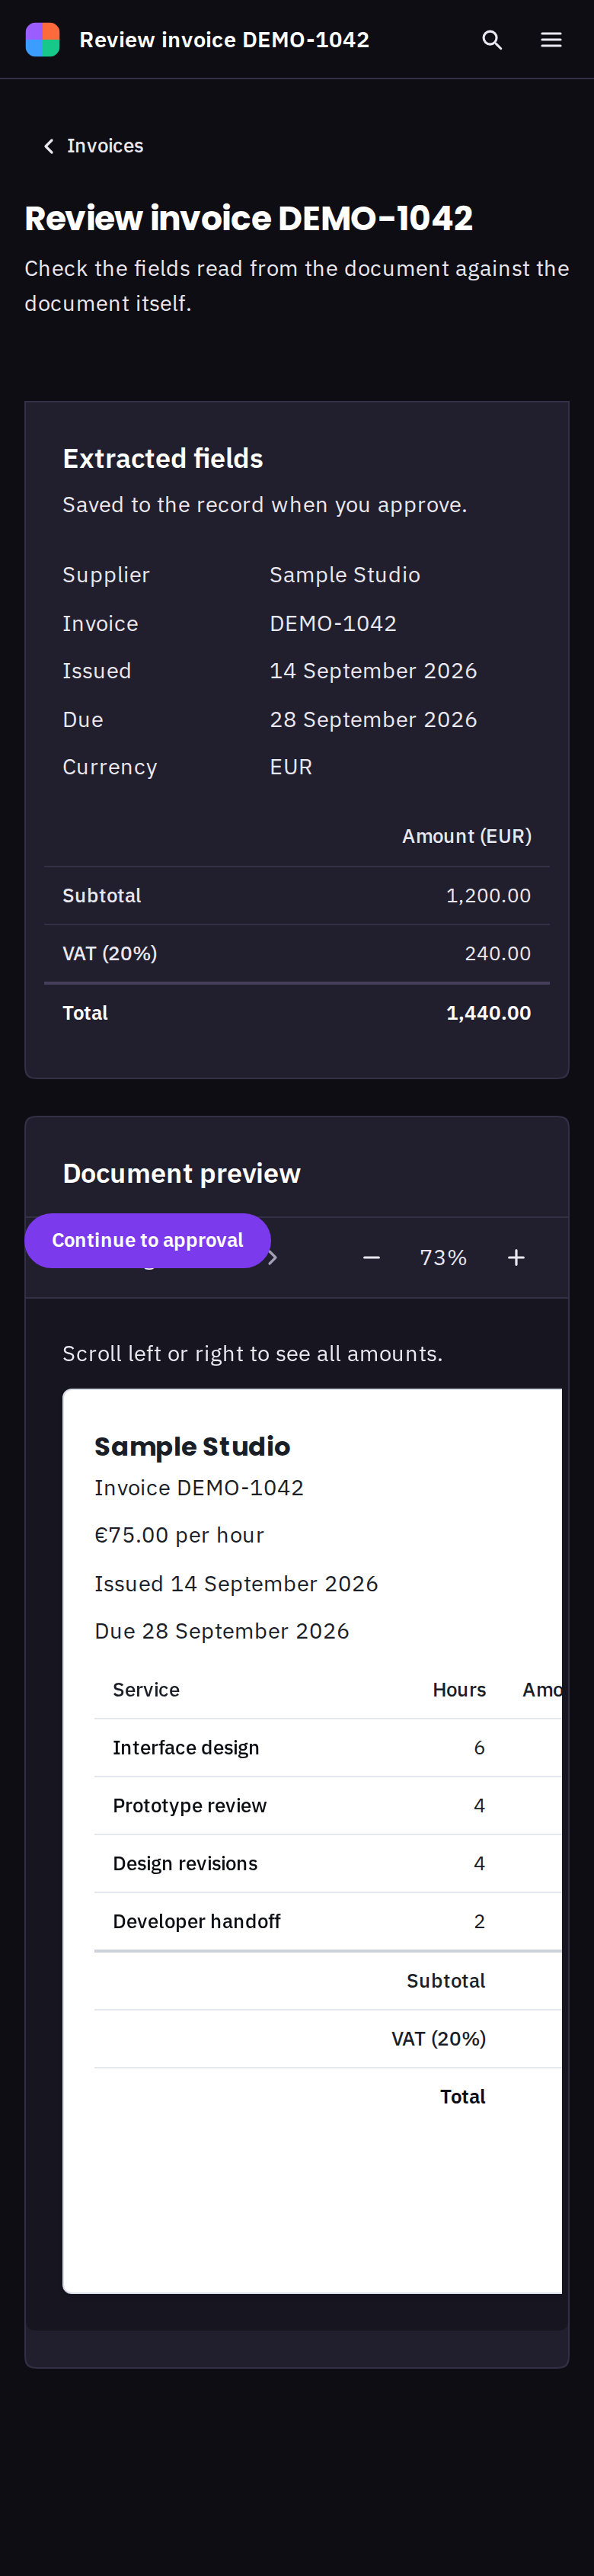 Review invoice DEMO-1042
Invoices
Review invoice DEMO-1042
Check the fields read from the document against the
document itself.
Extracted fields
Saved to the record when you approve.
Supplier Sample Studio
Invoice DEMO-1042
Issued 14 September 2026
Due 28 September 2026
Currency EUR
Amount (EUR)
Subtotal 1,200.00
VAT (20%) 240.00
Total 1,440.00
Document preview
Continue to approval
73%
Scroll left or right to see all amounts.
Sample Studio
Invoice DEMO-1042
€75.00 per hour
Issued 14 September 2026
Due 28 September 2026
Service Hours Amo
Interface design 6
Prototype review 4
Design revisions 4
Developer handoff 2
Subtotal
VAT (20%)
Total